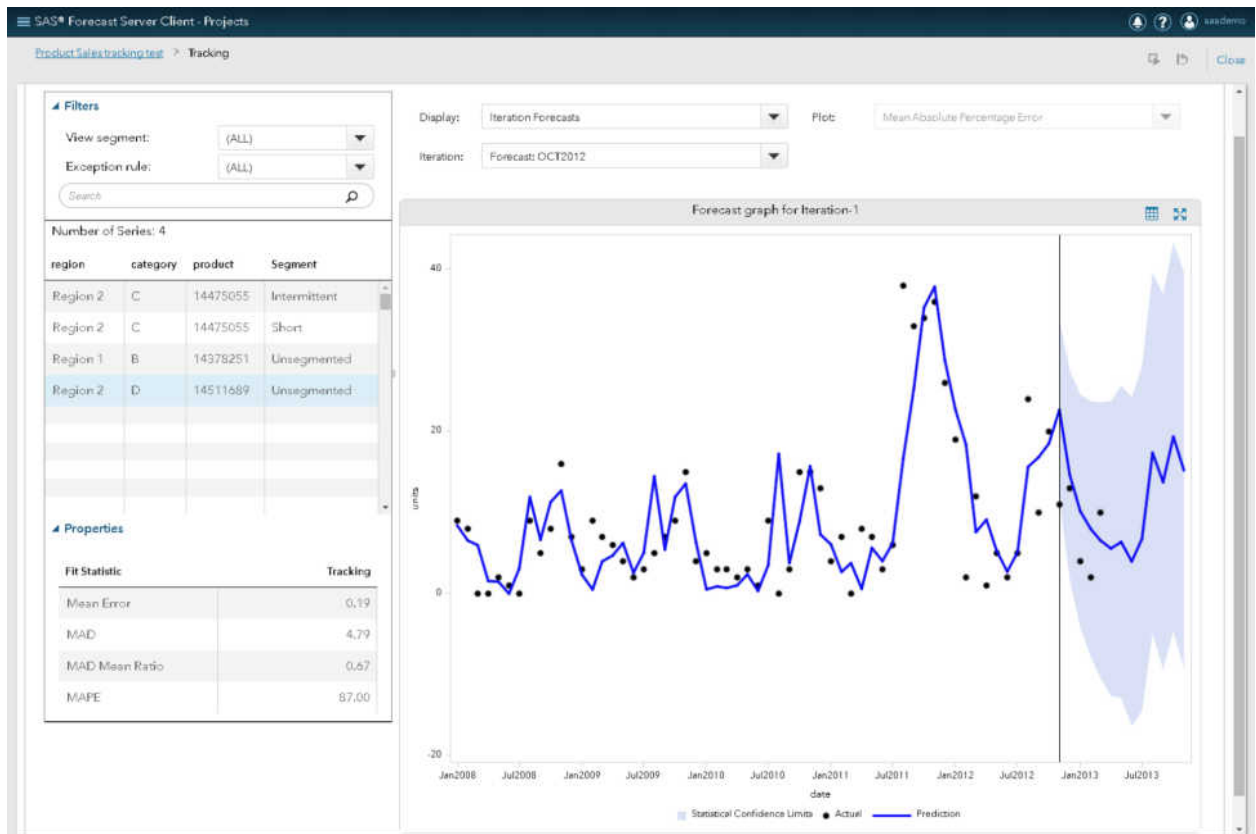 SAS® Forecast Server Client - Projects
sasdemo
Product Sales tracking test > Tracking
Close
Filters
View segment: (ALL)
Exception rule: (ALL)
Search
Number of Series: 4
region category product Segment
Region 2 C 14475055 Intermittent
Region 2 C 14475055 Short
Region 1 B 14378251 Unsegmented
Region 2 D 14511689 Unsegmented
Properties
Fit Statistic Tracking
Mean Error 0.19
MAD 4.79
MAD Mean Ratio 0.67
MAPE 87.00
Display: Iteration Forecasts Plot: Mean Absolute Percentage Error
Iteration: Forecast: OCT2012
Forecast graph for Iteration-1
40
20
0
-20
units
Jan2008 Jul2008 Jan2009 Jul2009 Jan2010 Jul2010 Jan2011 Jul2011 Jan2012 Jul2012 Jan2013 Jul2013
date
Statistical Confidence Limits Actual Prediction